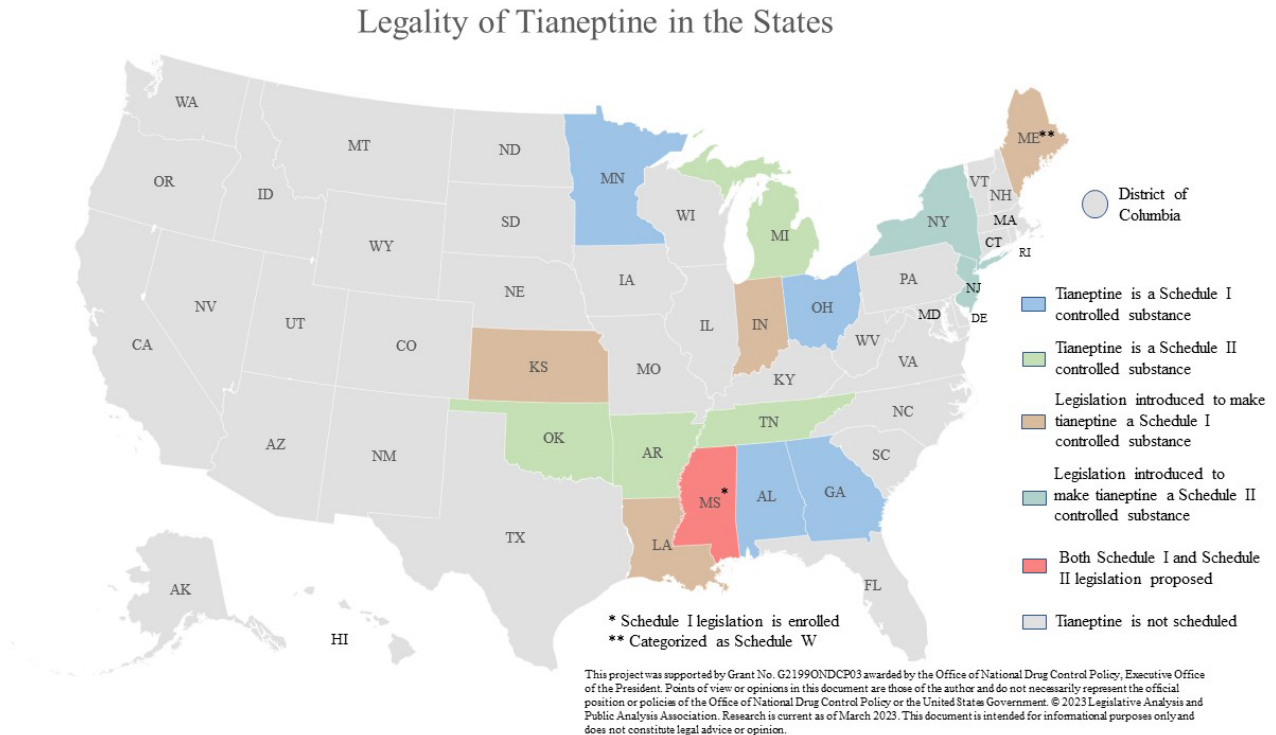 Legality of Tianeptine in the States
WA
MT
ND
MN
ME**
OR
ID
SD
WI
MI
VT
NH
NY
MA
CT
RI
District of
Columbia
WY
IA
NE
PA
NJ
NV
UT
CO
IL
IN
OH
MD
DE
WV
VA
CA
KS
MO
KY
NC
AZ
NM
OK
AR
TN
SC
MS*
AL
GA
TX
LA
FL
AK
HI
Tianeptine is a Schedule I
controlled substance
Tianeptine is a Schedule II
controlled substance
Legislation introduced to make
tianeptine a Schedule I
controlled substance
Legislation introduced to
make tianeptine a Schedule II
controlled substance
Both Schedule I and Schedule
II legislation proposed
Tianeptine is not scheduled
* Schedule I legislation is enrolled
** Categorized as Schedule W
This project was supported by Grant No. G2199ONDCP03 awarded by the Office of National Drug Control Policy, Executive Office
of the President. Points of view or opinions in this document are those of the author and do not necessarily represent the official
position or policies of the Office of National Drug Control Policy or the United States Government. © 2023 Legislative Analysis and
Public Analysis Association. Research is current as of March 2023. This document is intended for informational purposes only and
does not constitute legal advice or opinion.